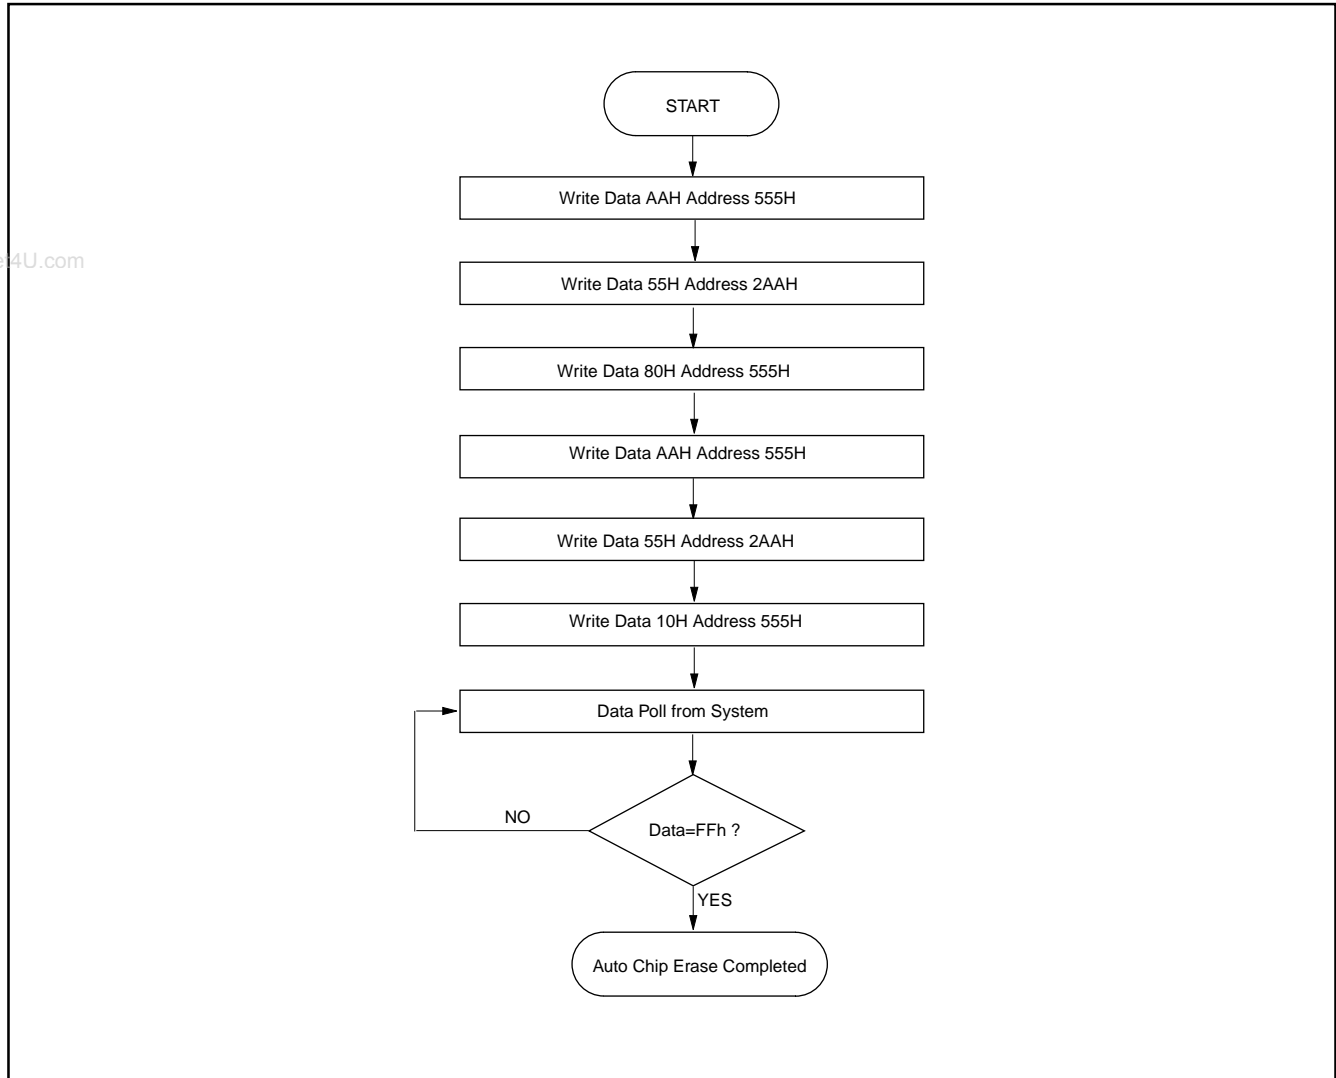 START
Write Data AAH Address 555H
et4U.com
Write Data 55H Address 2AAH
Write Data 80H Address 555H
Write Data AAH Address 555H
Write Data 55H Address 2AAH
Write Data 10H Address 555H
Data Poll from System
NO
Data=FFh ?
YES
Auto Chip Erase Completed